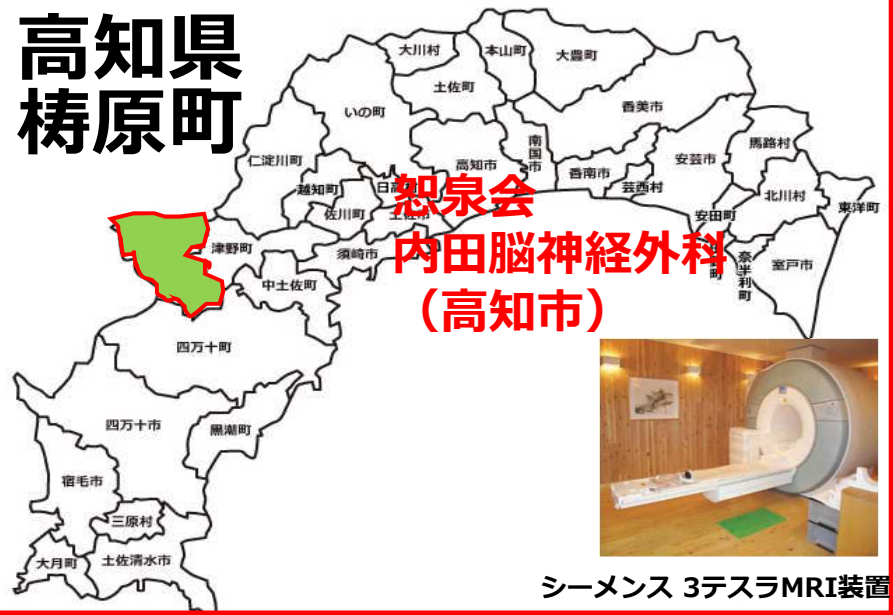 高知県
梼原町
大川村
本山町
大豊町
土佐町
いの町
香美市
仁淀川町
高知市
南国市
香南市
安芸市
馬路村
越知町
芸西村
北川村
東洋町
佐川町
安田町
津野町
須崎市
奈半利町
室戸市
中土佐町
恕泉会
内田脳神経外科
（高知市）
四万十町
四万十市
黒潮町
宿毛市
三原村
大月町
土佐清水市
シーメンス 3テスラMRI装置